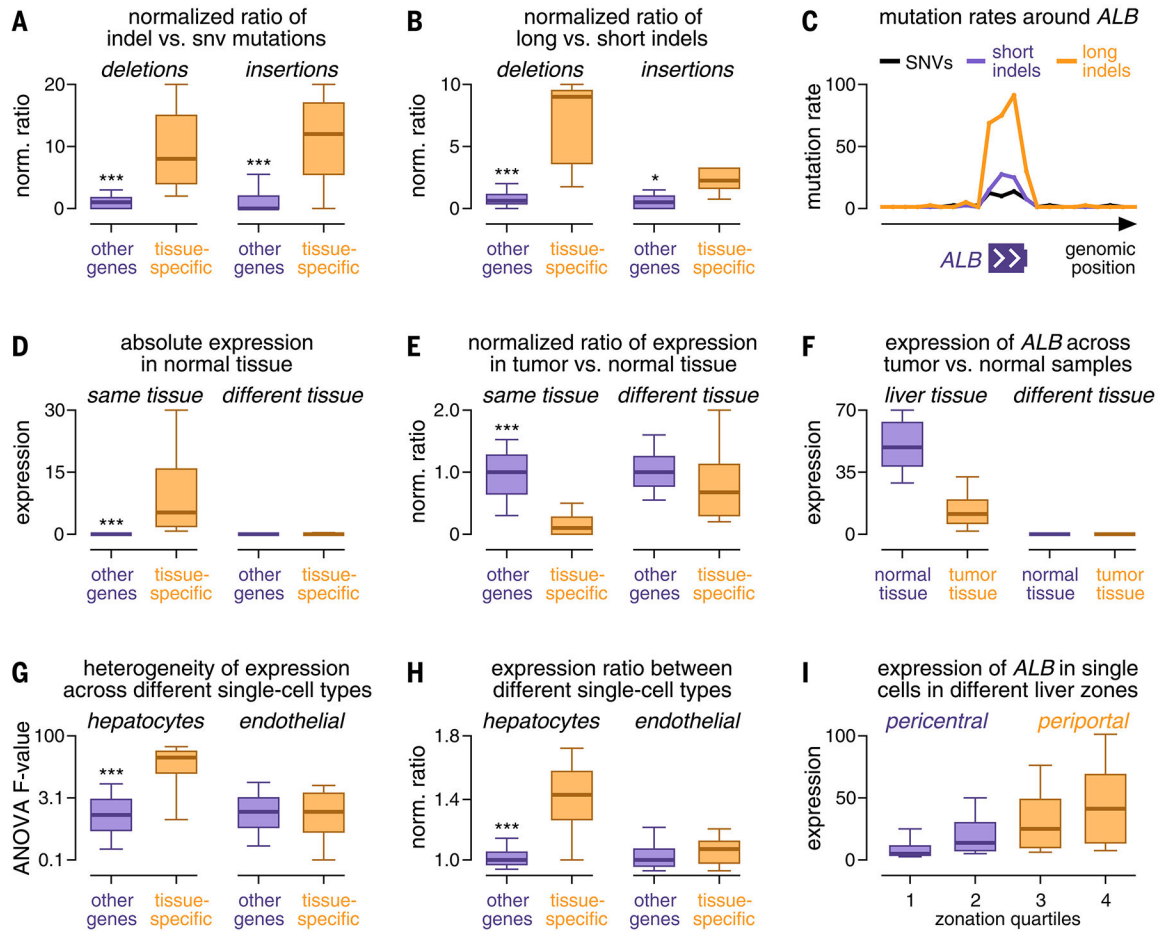 A
normalized ratio of
indel vs. snv mutations
deletions
insertions
norm. ratio
20
10
0
***
***
other
genes
tissue-
specific
other
genes
tissue-
specific
B
normalized ratio of
long vs. short indels
deletions
insertions
norm. ratio
10
5
0
***
*
other
genes
tissue-
specific
other
genes
tissue-
specific
C
mutation rates around ALB
SNVs
short
indels
long
indels
mutation rate
100
50
0
ALB
genomic
position
D
absolute expression
in normal tissue
same tissue
different tissue
expression
30
15
0
***
other
genes
tissue-
specific
other
genes
tissue-
specific
E
normalized ratio of expression
in tumor vs. normal tissue
same tissue
different tissue
norm. ratio
2.0
1.0
0
***
other
genes
tissue-
specific
other
genes
tissue-
specific
F
expression of ALB across
tumor vs. normal samples
liver tissue
different tissue
expression
70
35
0
normal
tissue
tumor
tissue
normal
tissue
tumor
tissue
G
heterogeneity of expression
across different single-cell types
hepatocytes
endothelial
ANOVA F-value
100
3.1
0.1
***
other
genes
tissue-
specific
other
genes
tissue-
specific
H
expression ratio between
different single-cell types
hepatocytes
endothelial
norm. ratio
1.8
1.4
1.0
***
other
genes
tissue-
specific
other
genes
tissue-
specific
I
expression of ALB in single
cells in different liver zones
pericentral
periportal
expression
100
50
0
1
2
3
4
zonation quartiles